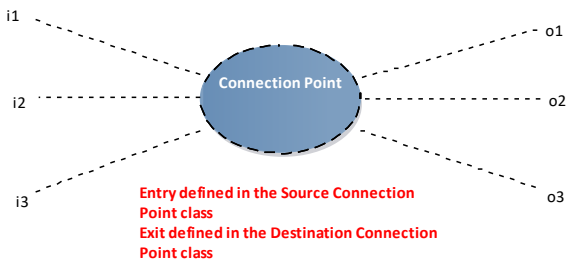 i1
o1
Connection Point
i2
o2
i3
o3
Entry defined in the Source Connection
Point class
Exit defined in the Destination Connection
Point class